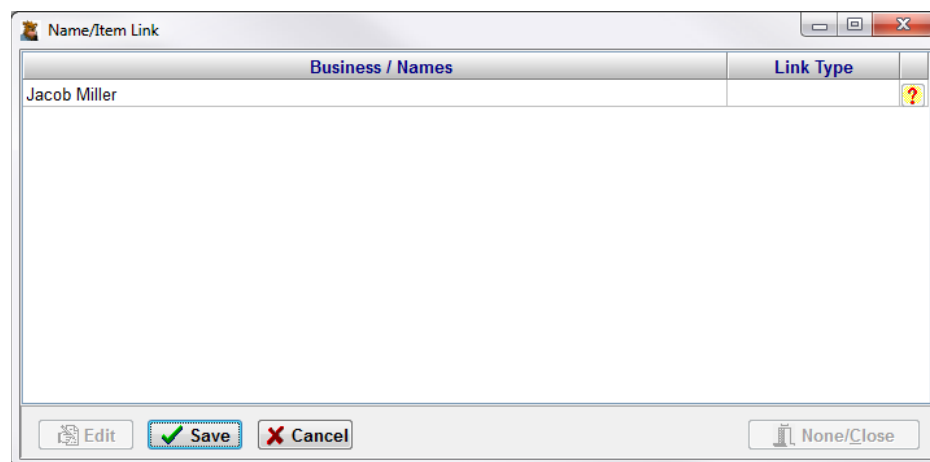 Name/Item Link
Business / Names Link Type
Jacob Miller ?
Edit Save Cancel None/Close